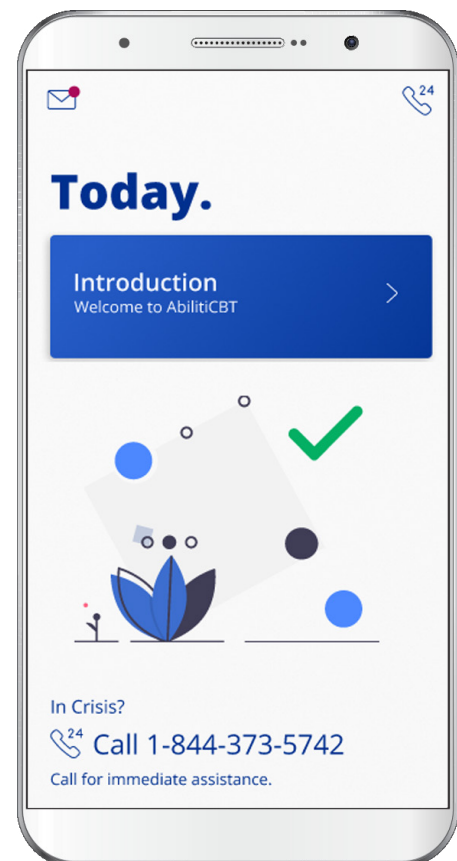 24
Today.
Introduction
Welcome to AbilitiCBT
In Crisis?
24 Call 1-844-373-5742
Call for immediate assistance.